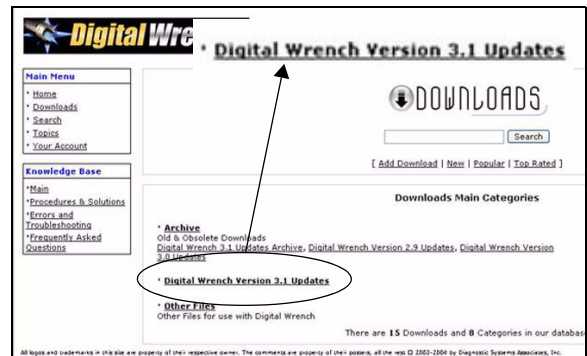 Digital Wre
· Digital Wrench Version 3.1 Updates
Main Menu
· Home
· Downloads
· Search
· Topics
· Your Account
Knowledge Base
·Main
·Procedures & Solutions
·Errors and
Troubleshooting
·Frequently Asked
Questions
DOWNLOADS
Search
[ Add Download | New | Popular | Top Rated ]
Downloads Main Categories
· Archive
Old & Obsolete Downloads
Digital Wrench 3.1 Updates Archive, Digital Wrench Version 2.9 Updates, Digital Wrench Version
3.0 Updates
· Digital Wrench Version 3.1 Updates
· Other Files
Other Files for use with Digital Wrench
There are 15 Downloads and 8 Categories in our databas
All logos and trademarks in this site are property of their respective owner. The comments are property of their posters, all the rest © 2003-2004 by Diagnostic Systems Associates, Inc.